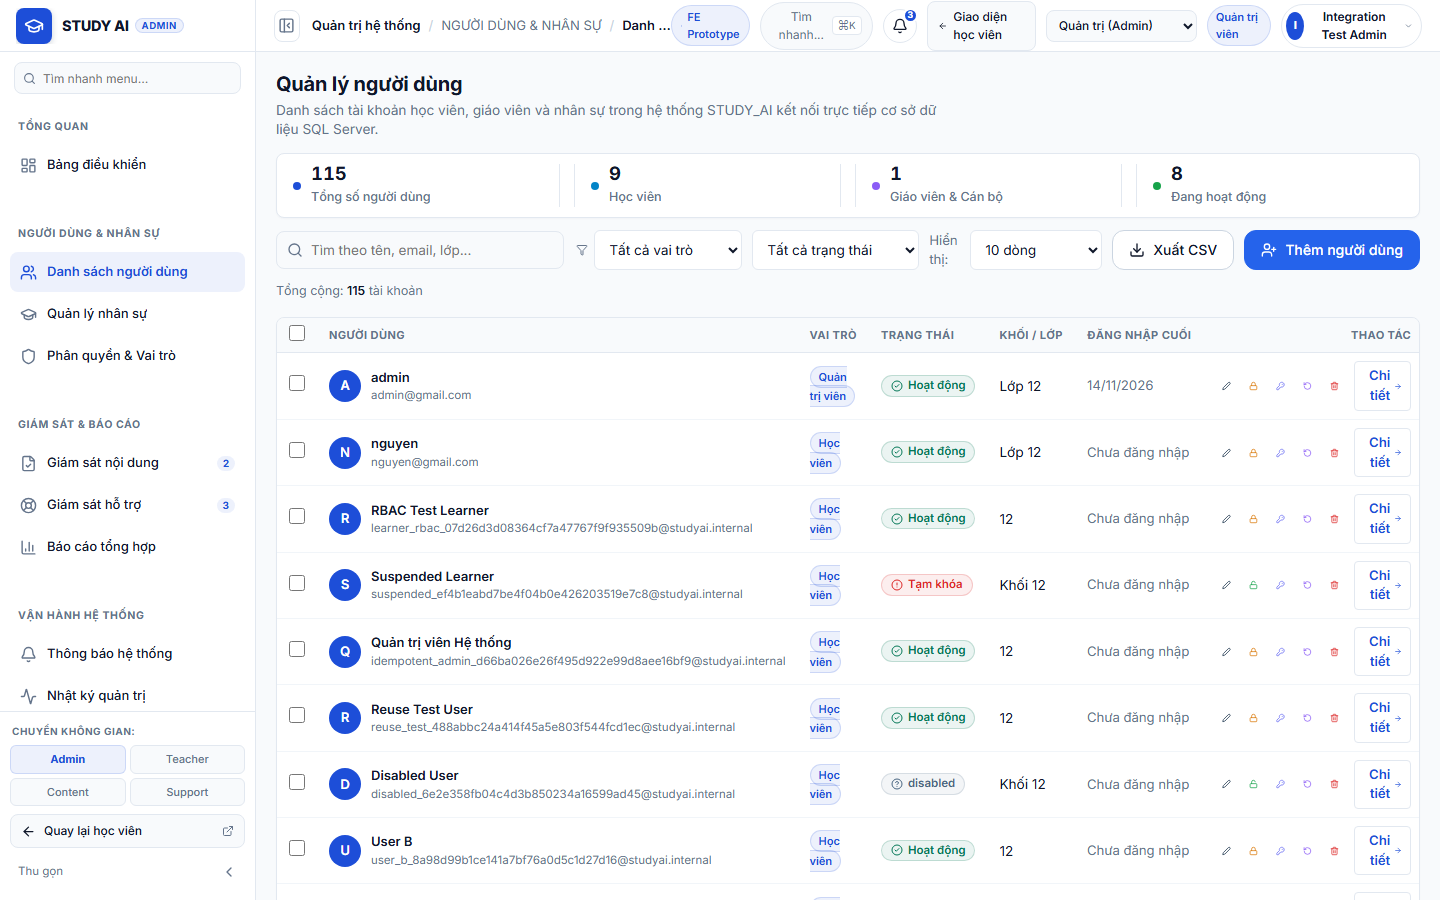 STUDY AI ADMIN
Tìm nhanh menu...
TỔNG QUAN
Bảng điều khiển
NGƯỜI DÙNG & NHÂN SỰ
Danh sách người dùng
Quản lý nhân sự
Phân quyền & Vai trò
GIÁM SÁT & BÁO CÁO
Giám sát nội dung 2
Giám sát hỗ trợ 3
Báo cáo tổng hợp
VẬN HÀNH HỆ THỐNG
Thông báo hệ thống
Nhật ký quản trị
CHUYỂN KHÔNG GIAN:
Admin Teacher
Content Support
Quay lại học viên
Thu gọn
Quản trị hệ thống / NGƯỜI DÙNG & NHÂN SỰ / Danh ...
FE
Prototype
Tìm
nhanh...
⌘K
3
Giao diện
học viên
Quản trị (Admin)
Quản trị
viên
I
Integration
Test Admin
Quản lý người dùng
Danh sách tài khoản học viên, giáo viên và nhân sự trong hệ thống STUDY_AI kết nối trực tiếp cơ sở dữ
liệu SQL Server.
115
Tổng số người dùng
9
Học viên
1
Giáo viên & Cán bộ
8
Đang hoạt động
Tìm theo tên, email, lớp...
Tất cả vai trò
Tất cả trạng thái
Hiển
thị:
10 dòng
Xuất CSV
Thêm người dùng
Tổng cộng: 115 tài khoản
NGƯỜI DÙNG VAI TRÒ TRẠNG THÁI KHỐI / LỚP ĐĂNG NHẬP CUỐI THAO TÁC
A
admin
admin@gmail.com
Quản
trị viên
Hoạt động
Lớp 12
14/11/2026
Chi
tiết
N
nguyen
nguyen@gmail.com
Học
viên
Hoạt động
Lớp 12
Chưa đăng nhập
Chi
tiết
R
RBAC Test Learner
learner_rbac_07d26d3d08364cf7a47767f9f935509b@studyai.internal
Học
viên
Hoạt động
12
Chưa đăng nhập
Chi
tiết
S
Suspended Learner
suspended_ef4b1eabd7be4f04b0e426203519e7c8@studyai.internal
Học
viên
Tạm khóa
Khối 12
Chưa đăng nhập
Chi
tiết
Q
Quản trị viên Hệ thống
idempotent_admin_d66ba026e26f495d922e99d8aee16bf9@studyai.internal
Học
viên
Hoạt động
12
Chưa đăng nhập
Chi
tiết
R
Reuse Test User
reuse_test_488abbc24a414f45a5e803f544fcd1ec@studyai.internal
Học
viên
Hoạt động
12
Chưa đăng nhập
Chi
tiết
D
Disabled User
disabled_6e2e358fb04c4d3b850234a16599ad45@studyai.internal
Học
viên
disabled
Khối 12
Chưa đăng nhập
Chi
tiết
U
User B
user_b_8a98d99b1ce141a7bf76a0d5c1d27d16@studyai.internal
Học
viên
Hoạt động
12
Chưa đăng nhập
Chi
tiết